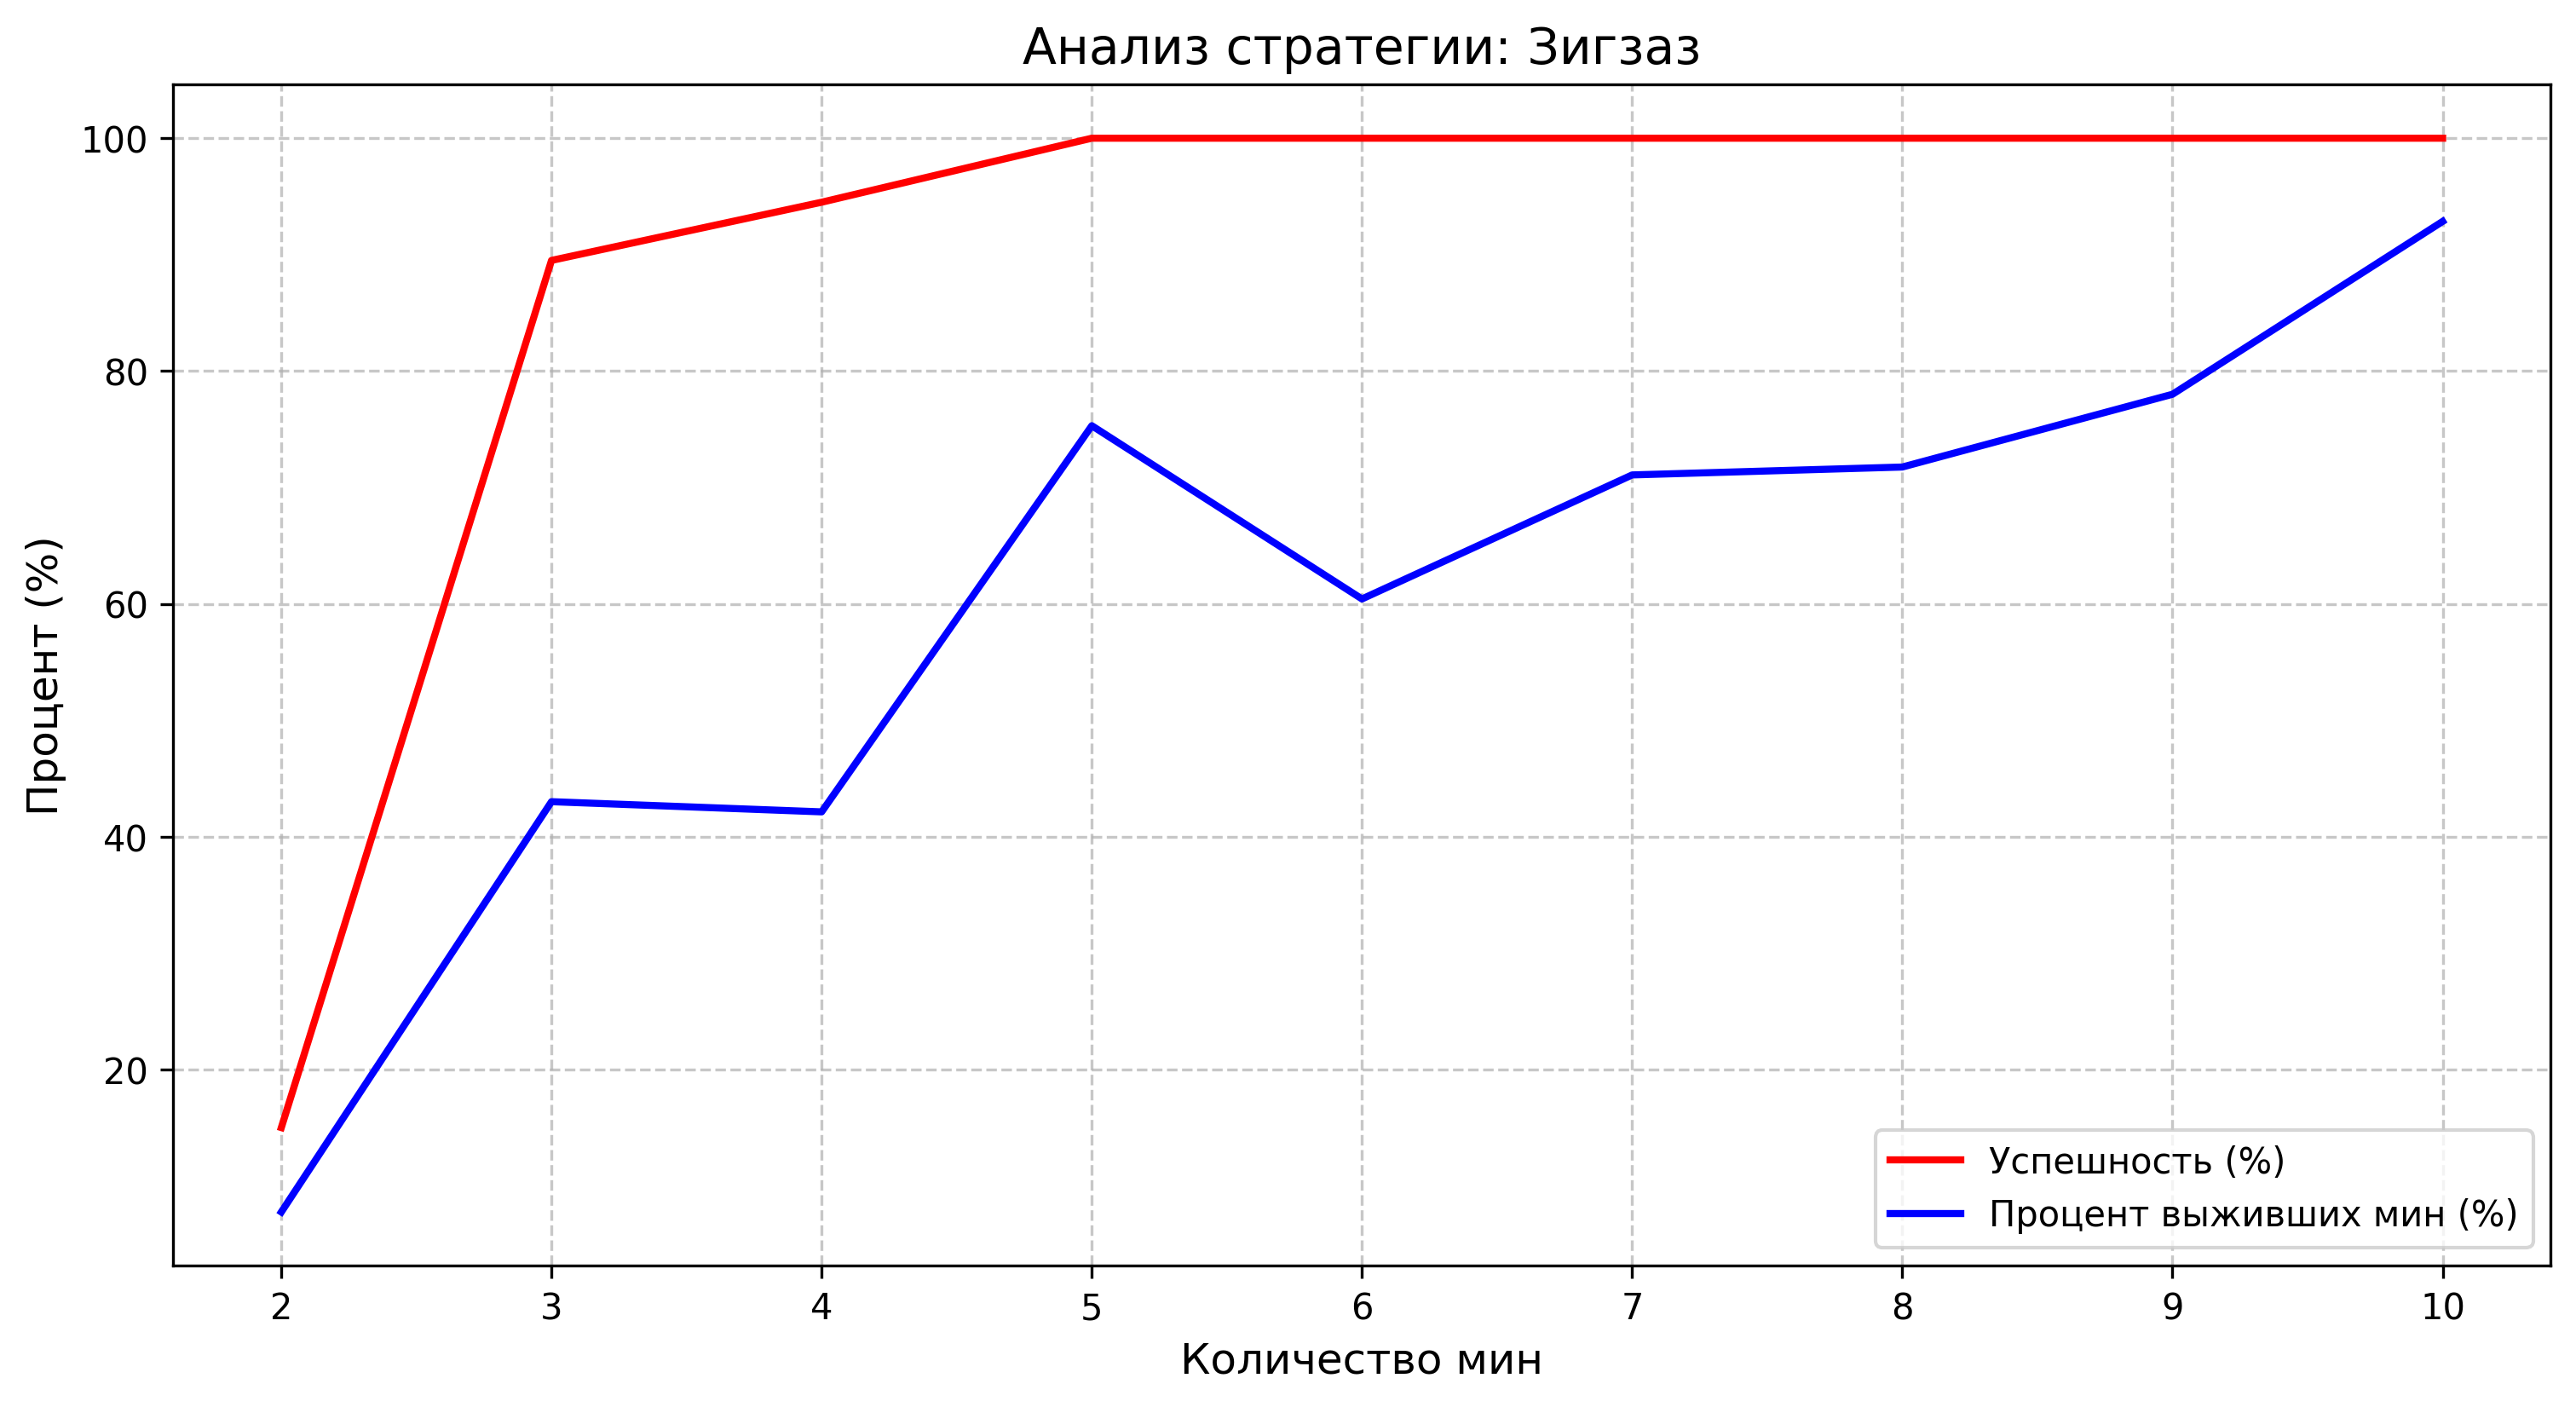 Анализ стратегии: Зигзаз
Процент (%)
100
80
60
40
20
2 3 4 5 6 7 8 9 10
Количество мин
Успешность (%)
Процент выживших мин (%)